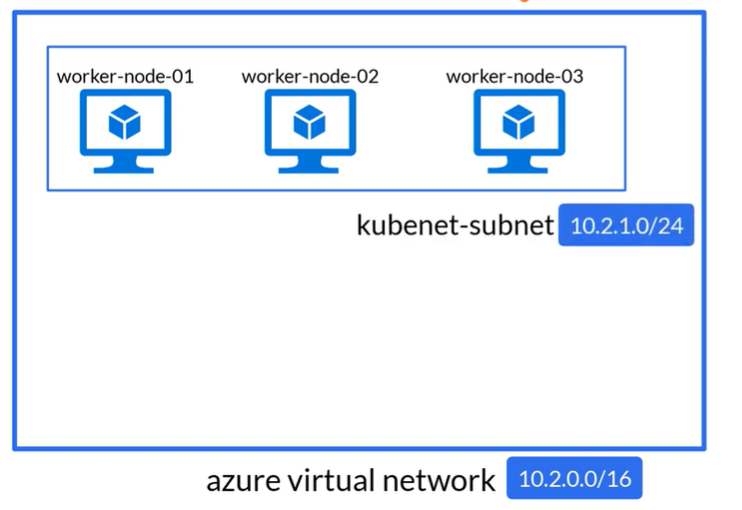 worker-node-01 worker-node-02 worker-node-03
kubenet-subnet 10.2.1.0/24
azure virtual network 10.2.0.0/16